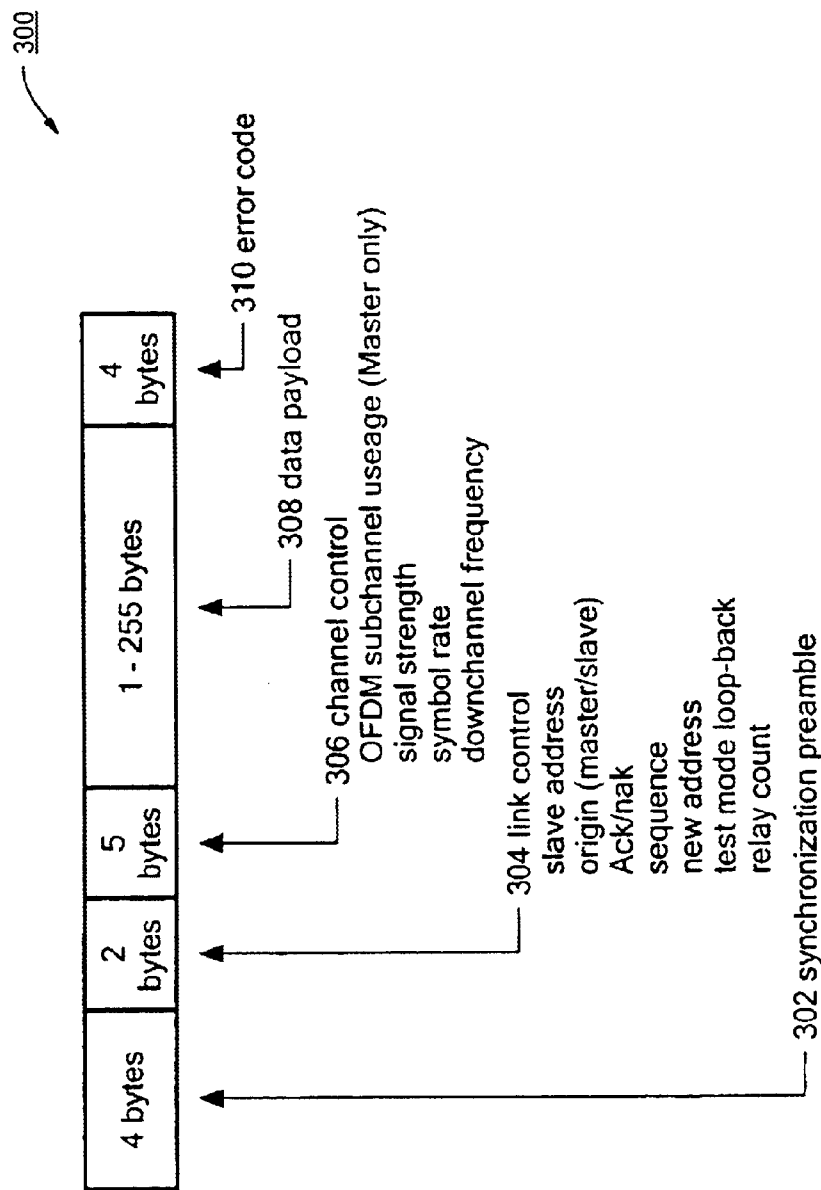 300
4 bytes
2
bytes
5
bytes
1 - 255 bytes
4
bytes
310 error code
308 data payload
306 channel control
OFDM subchannel useage (Master only)
signal strength
symbol rate
downchannel frequency
304 link control
slave address
origin (master/slave)
Ack/nak
sequence
new address
test mode loop-back
relay count
302 synchronization preamble